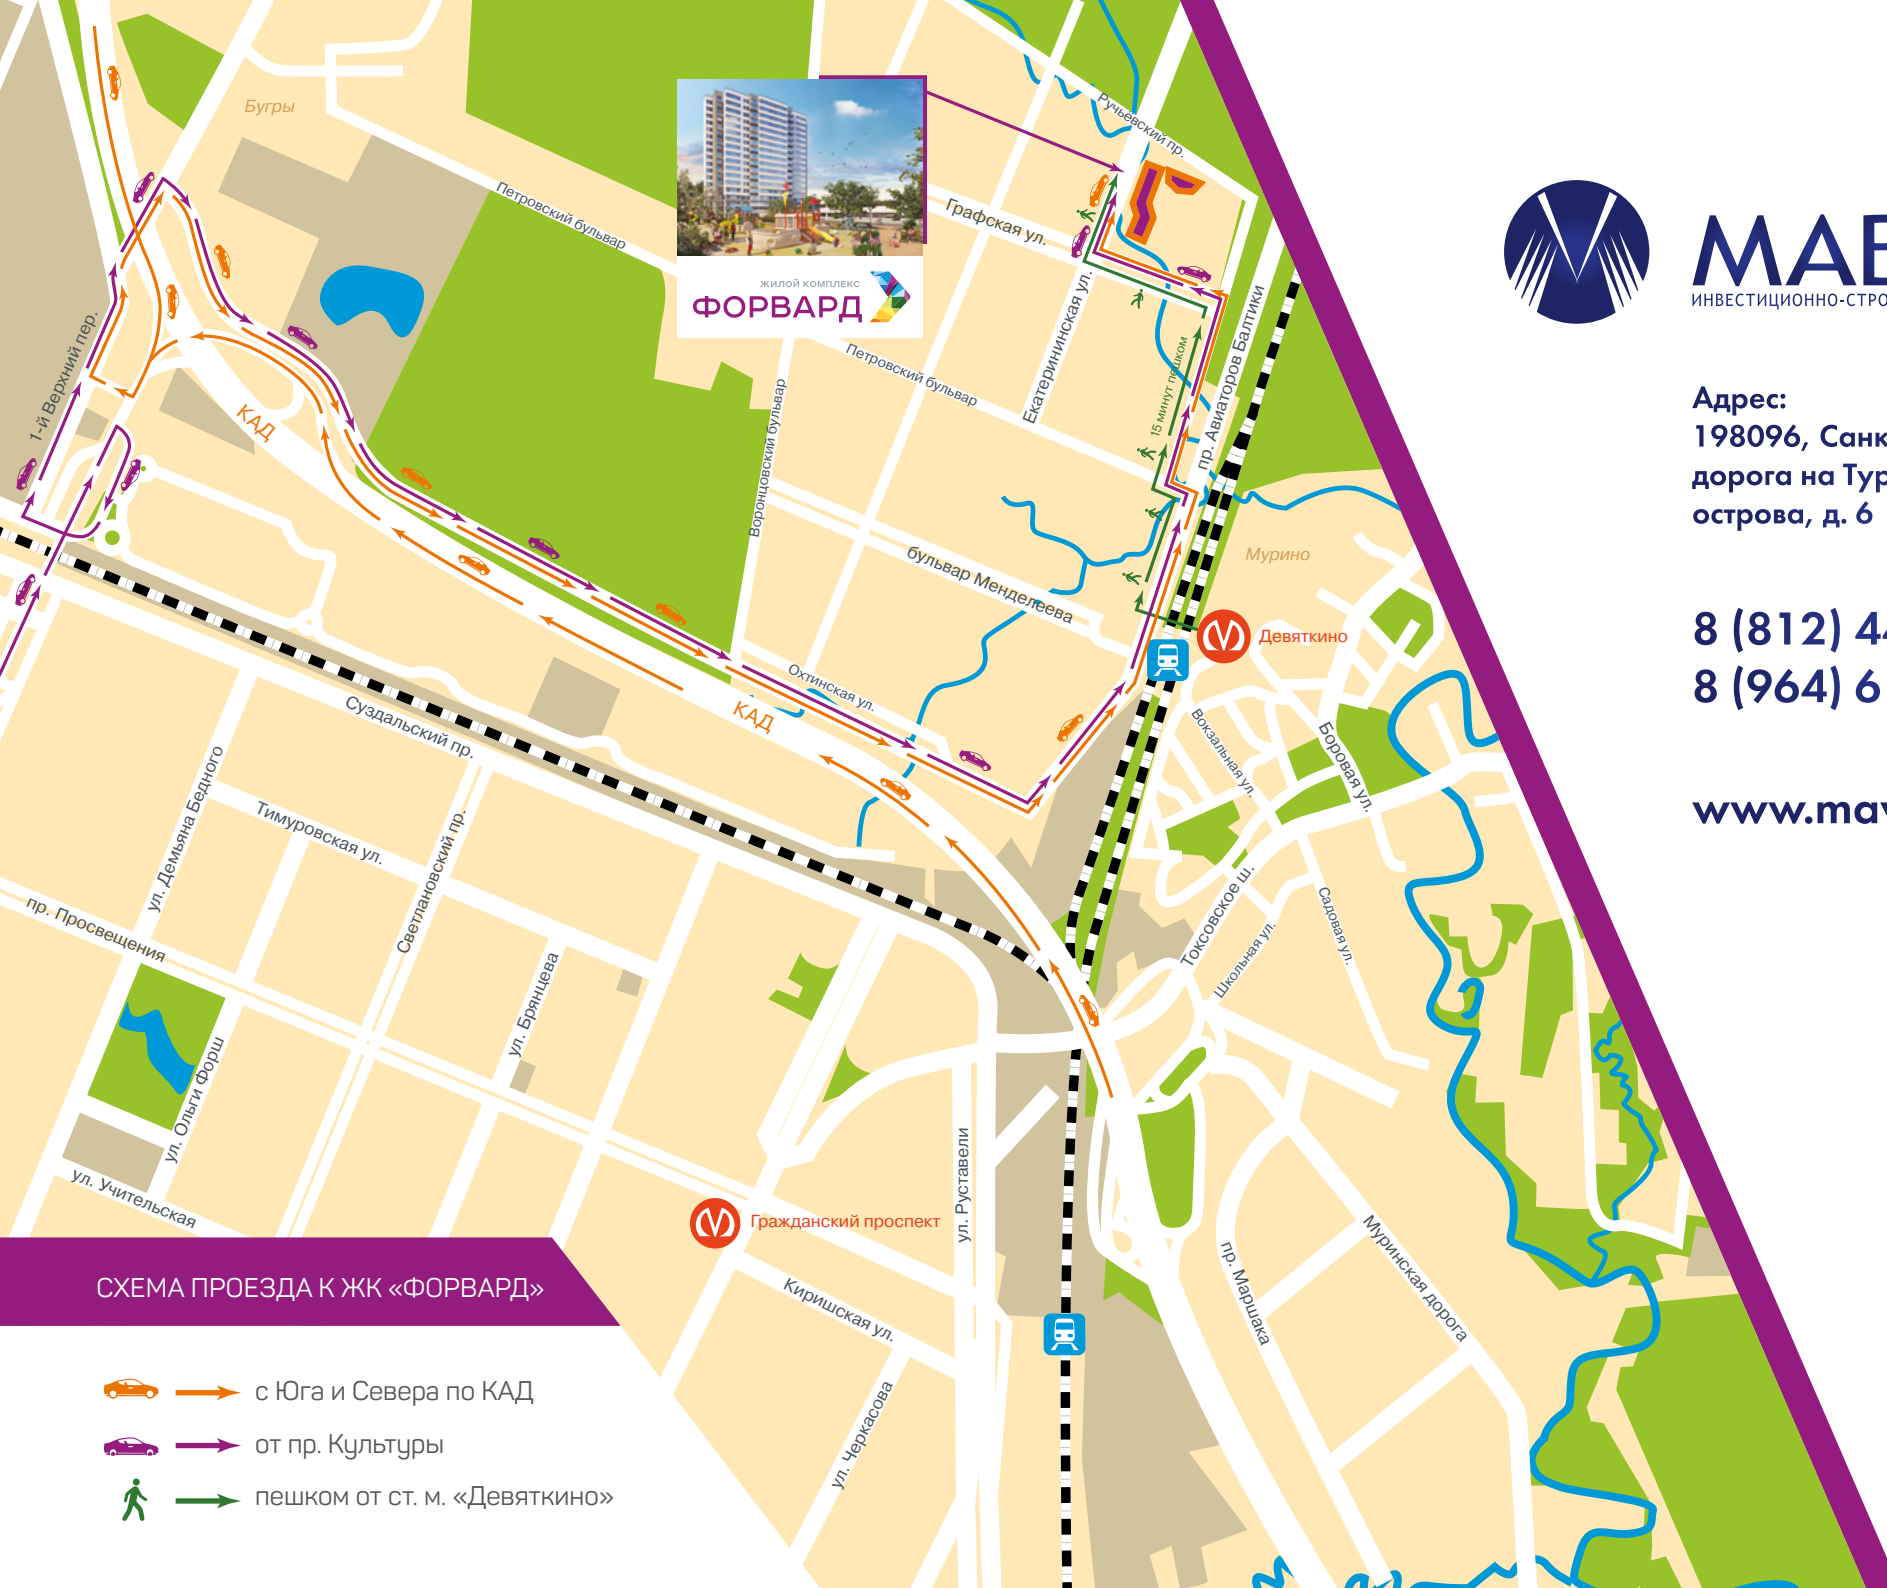 Бугры
Петровский бульвар
Ручьёвский пр.
Графская ул.
ЖИЛОЙ КОМПЛЕКС
ФОРВАРД
Петровский бульвар
Екатерининская ул.
15 минут пешком
пр. Авиаторов Балтики
1-й Верхний пер.
КАД
Воронцовский бульвар
бульвар Менделеева
Мурино
Девяткино
Охтинская ул.
КАД
Суздальский пр.
Вокзальная ул.
Боровая ул.
ул. Демьяна Бедного
Тимуровская ул.
Светлановский пр.
пр. Просвещения
ул. Брянцева
Токсовское ш.
Школьная ул.
Садовая ул.
ул. Ольги Форш
ул. Учительская
ул. Руставели
Гражданский проспект
Киришская ул.
ул. Черкасова
пр. Маршака
Муринская дорога
СХЕМА ПРОЕЗДА К ЖК «ФОРВАРД»
с Юга и Севера по КАД
от пр. Культуры
пешком от ст. м. «Девяткино»
МАВ
ИНВЕСТИЦИОННО-СТРО
Адрес:
198096, Санк
дорога на Тур
острова, д. 6
8 (812) 44
8 (964) 6
www.mav